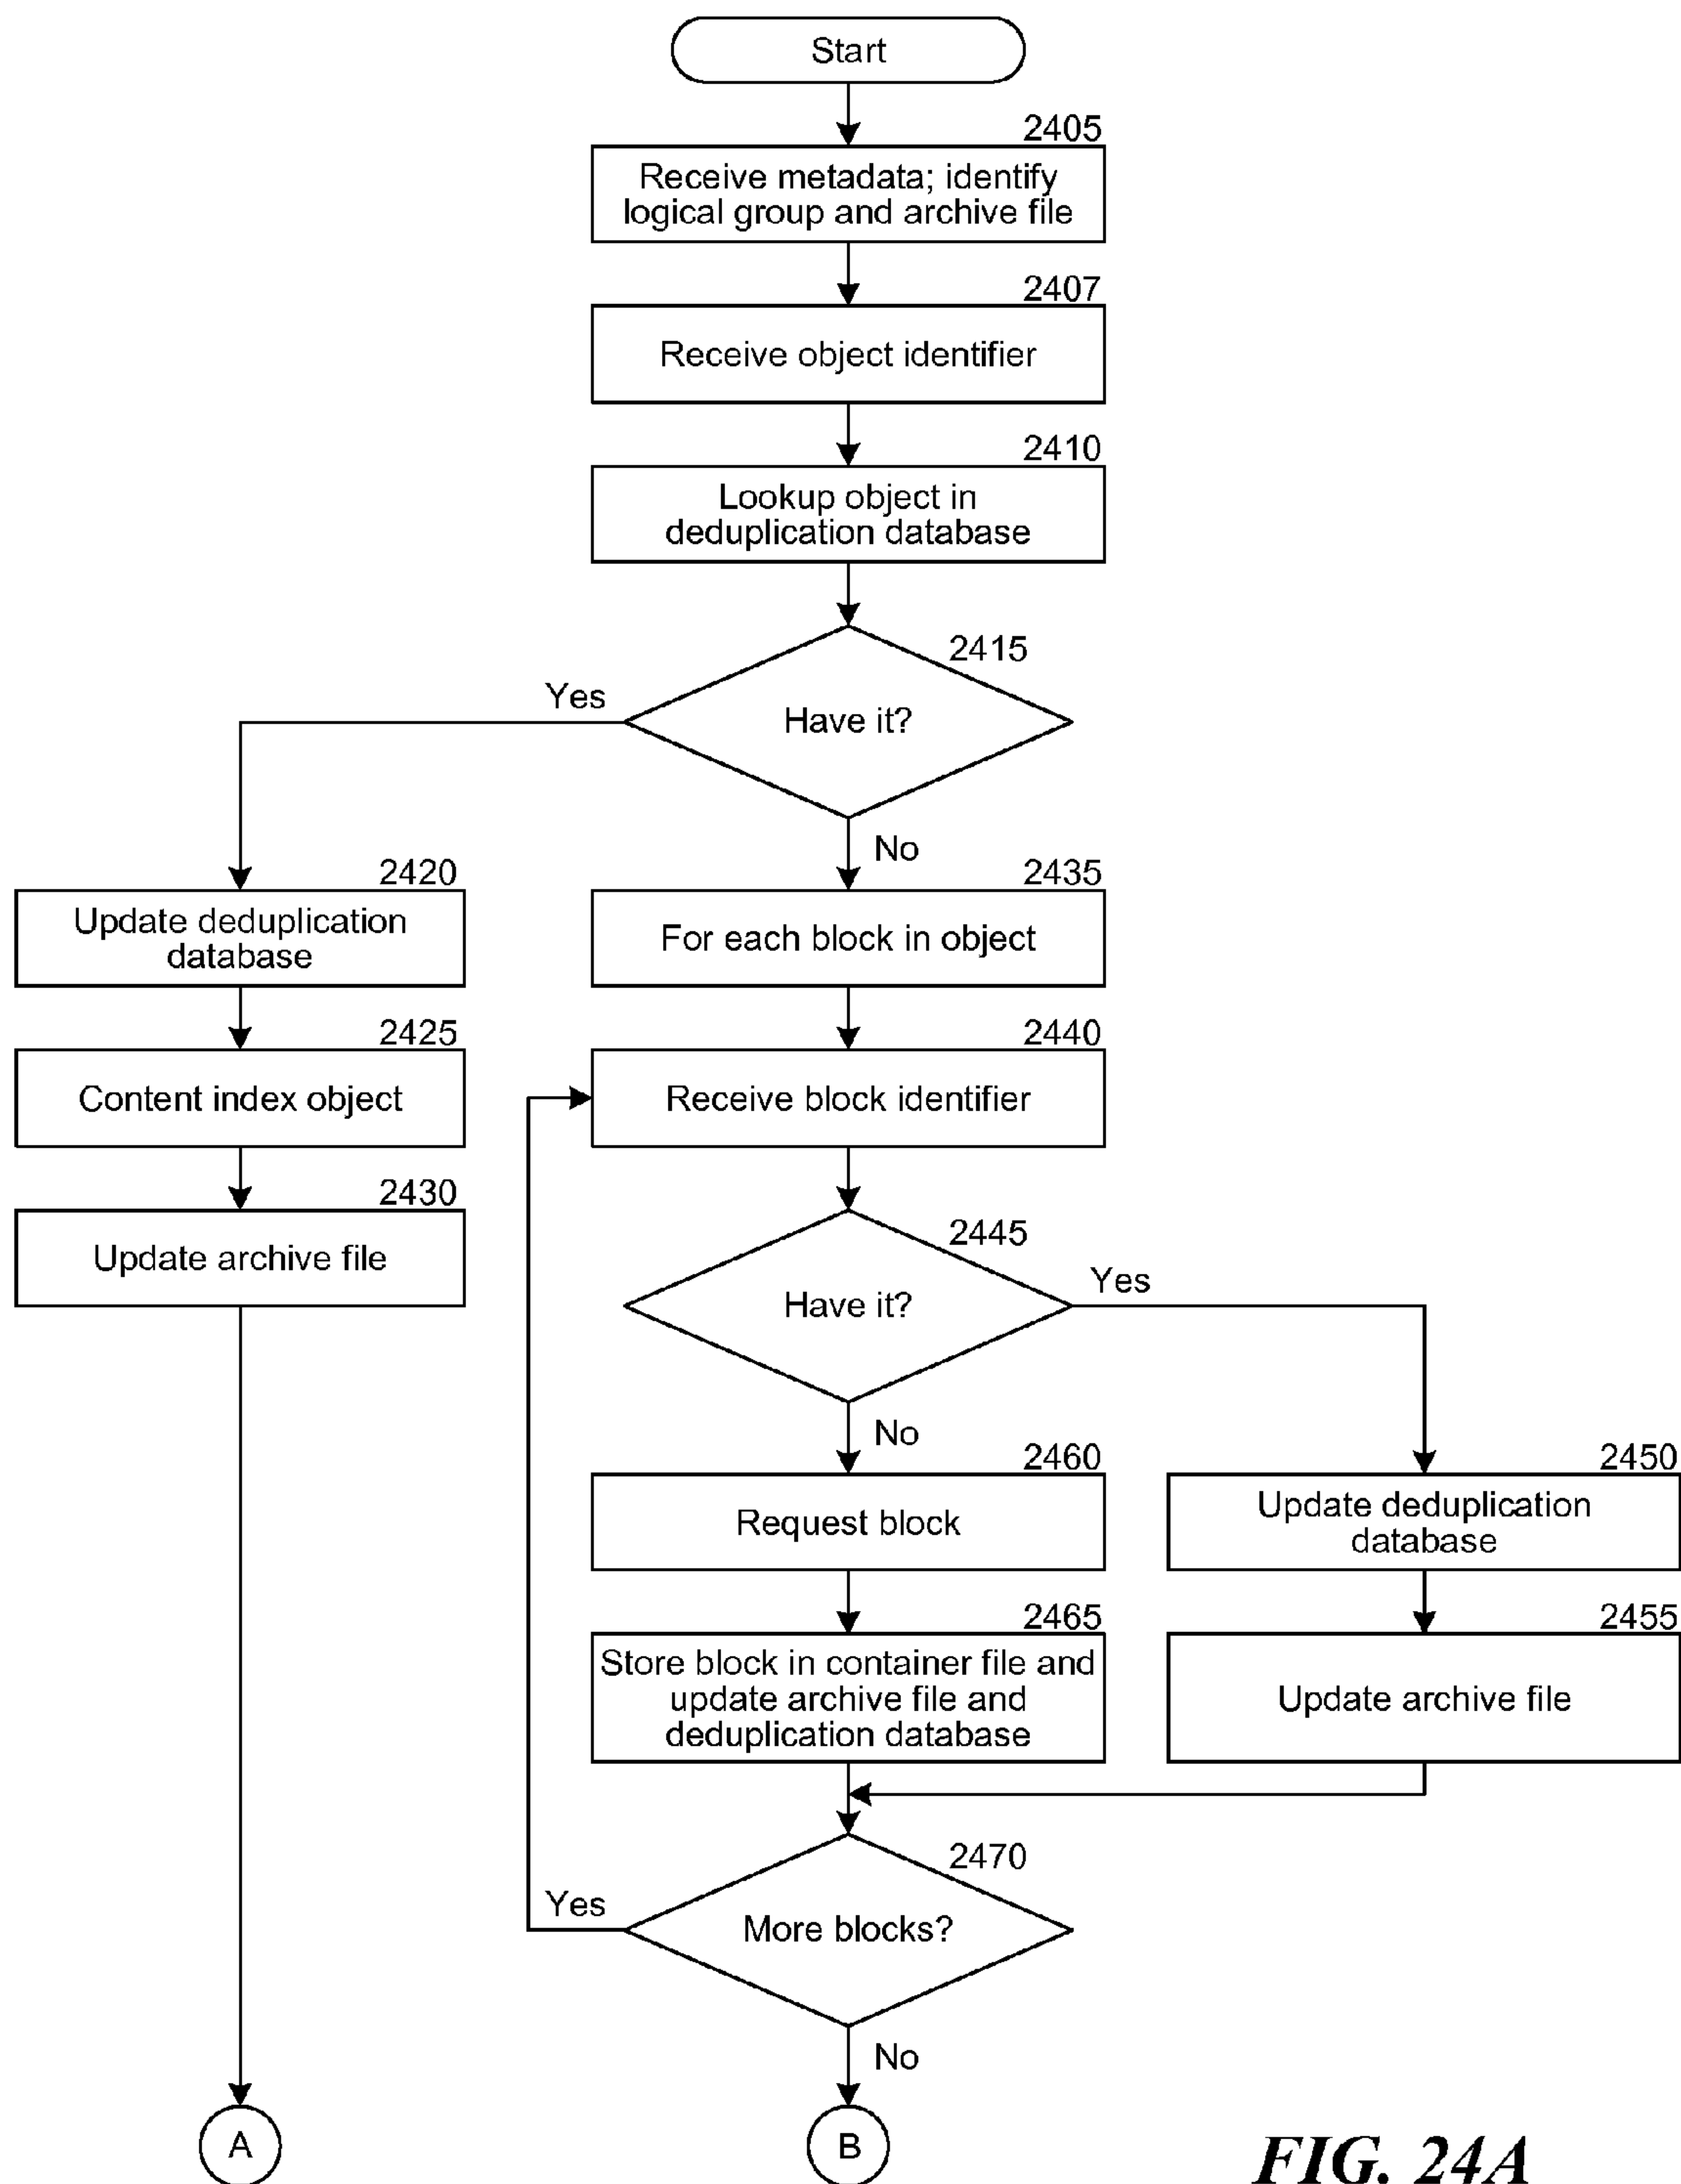 Start
2405
Receive metadata; identify
logical group and archive file
2407
Receive object identifier
2410
Lookup object in
deduplication database
2415
Have it?
Yes
No
2420
Update deduplication
database
2435
For each block in object
2425
Content index object
2440
Receive block identifier
2430
Update archive file
2445
Have it?
Yes
No
2460
Request block
2450
Update deduplication
database
2465
Store block in container file and
update archive file and
deduplication database
2455
Update archive file
2470
More blocks?
Yes
No
A
B
FIG. 24A